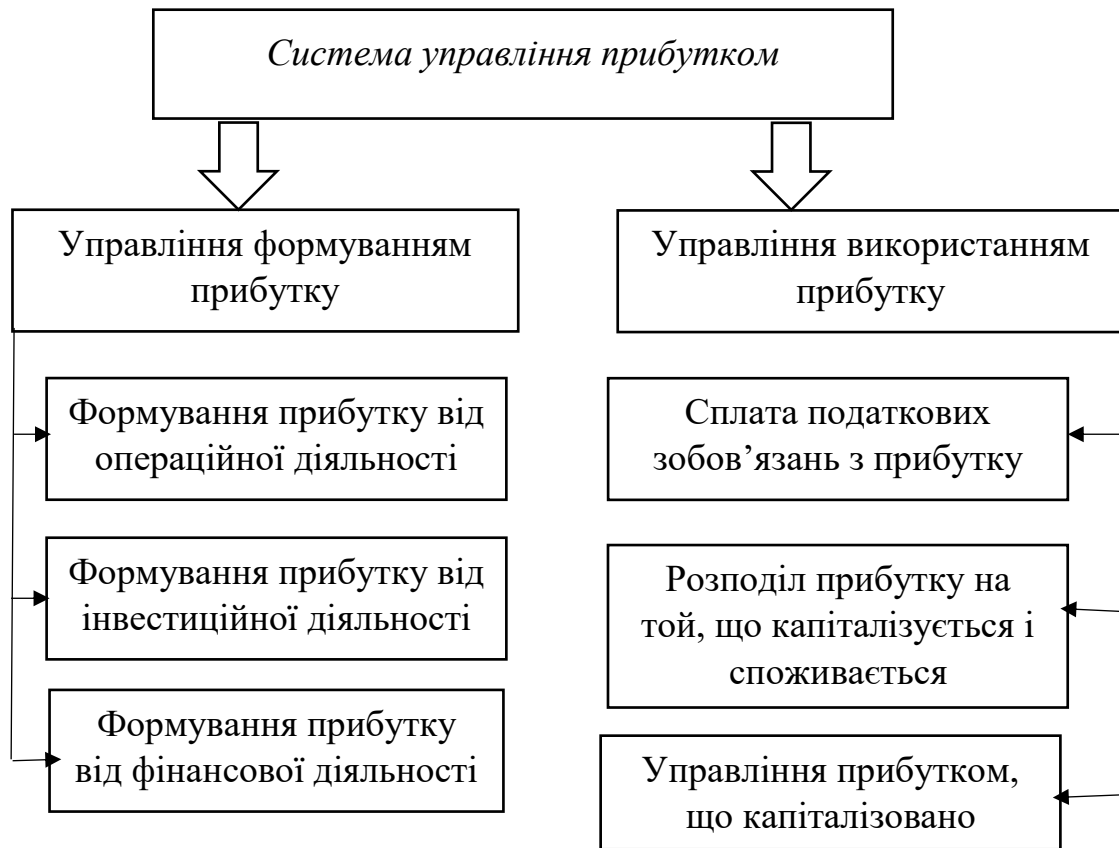 Система управління прибутком
Управління формуванням
прибутку
Управління використанням
прибутку
Формування прибутку від
операційної діяльності
Сплата податкових
зобов’язань з прибутку
Формування прибутку від
інвестиційної діяльності
Розподіл прибутку на
той, що капіталізується і
споживається
Формування прибутку
від фінансової діяльності
Управління прибутком,
що капіталізовано